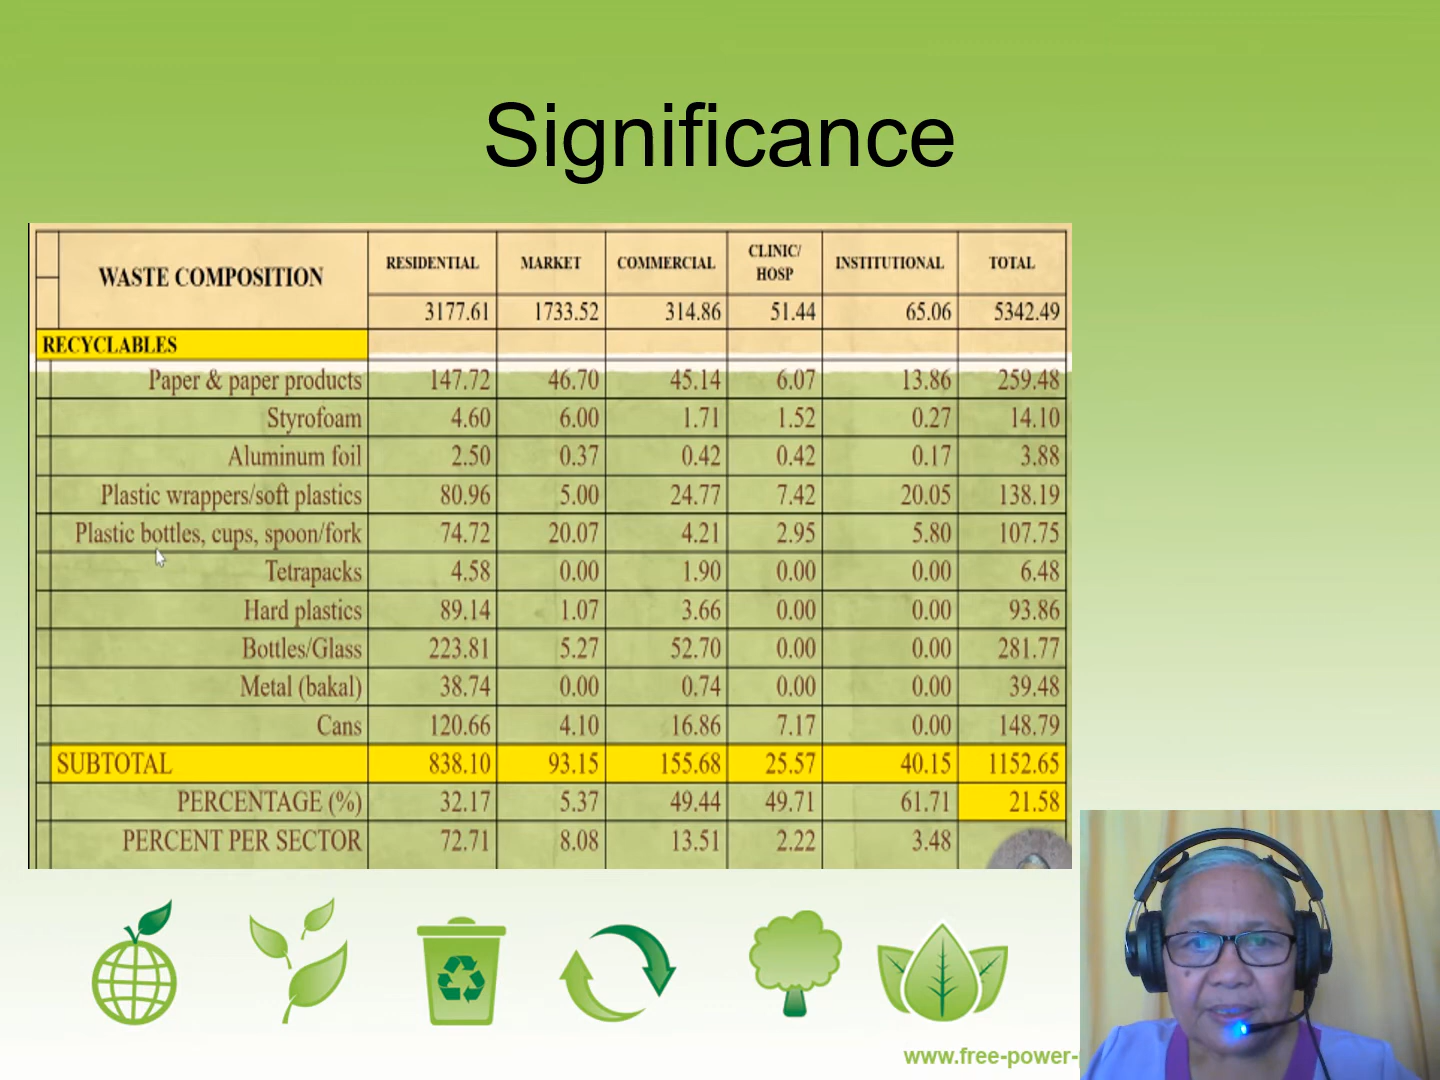 Significance
WASTE COMPOSITION RESIDENTIAL MARKET COMMERCIAL CLINIC/ HOSP INSTITUTIONAL TOTAL
3177.61 1733.52 314.86 51.44 65.06 5342.49
RECYCLABLES
Paper & paper products 147.72 46.70 45.14 6.07 13.86 259.48
Styrofoam 4.60 6.00 1.71 1.52 0.27 14.10
Aluminum foil 2.50 0.37 0.42 0.42 0.17 3.88
Plastic wrappers/soft plastics 80.96 5.00 24.77 7.42 20.05 138.19
Plastic bottles, cups, spoon/fork 74.72 20.07 4.21 2.95 5.80 107.75
Tetrapacks 4.58 0.00 1.90 0.00 0.00 6.48
Hard plastics 89.14 1.07 3.66 0.00 0.00 93.86
Bottles/Glass 223.81 5.27 52.70 0.00 0.00 281.77
Metal (bakal) 38.74 0.00 0.74 0.00 0.00 39.48
Cans 120.66 4.10 16.86 7.17 0.00 148.79
SUBTOTAL 838.10 93.15 155.68 25.57 40.15 1152.65
PERCENTAGE (%) 32.17 5.37 49.44 49.71 61.71 21.58
PERCENT PER SECTOR 72.71 8.08 13.51 2.22 3.48
www.free-power-